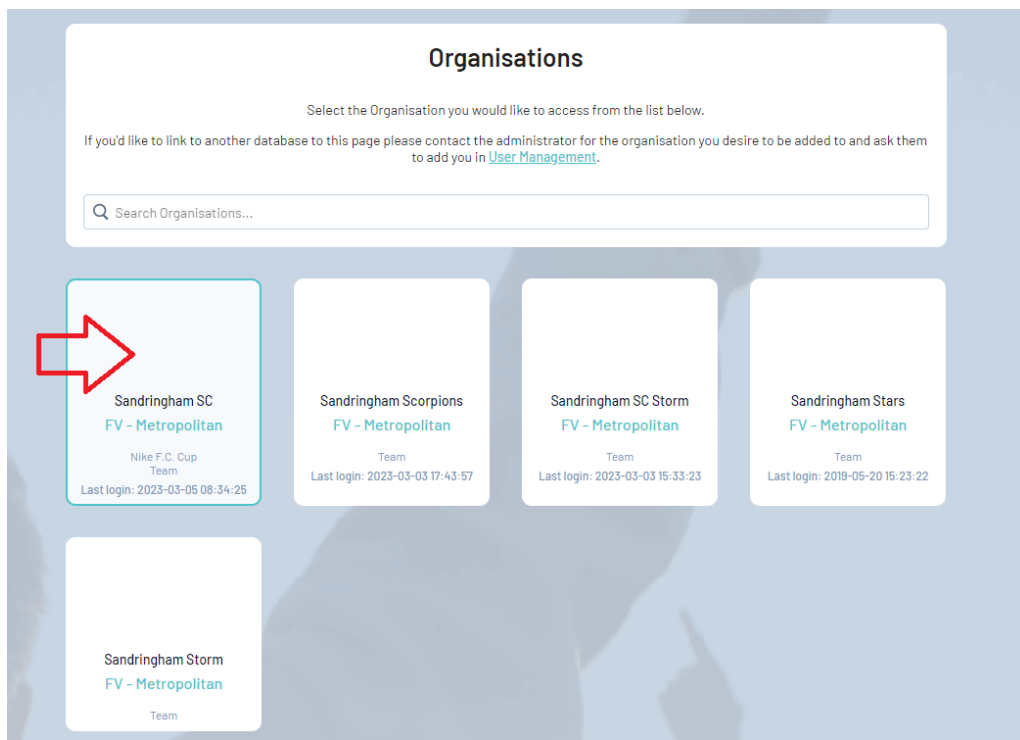 Organisations
Select the Organisation you would like to access from the list below.
If you'd like to link to another database to this page please contact the administrator for the organisation you desire to be added to and ask them
to add you in User Management.
Search Organisations...
Sandringham SC
FV - Metropolitan
Nike F.C. Cup
Team
Last login: 2023-03-05 08:34:25
Sandringham Scorpions
FV - Metropolitan
Team
Last login: 2023-03-03 17:43:57
Sandringham SC Storm
FV - Metropolitan
Team
Last login: 2023-03-03 15:33:23
Sandringham Stars
FV - Metropolitan
Team
Last login: 2019-05-20 15:23:22
Sandringham Storm
FV - Metropolitan
Team